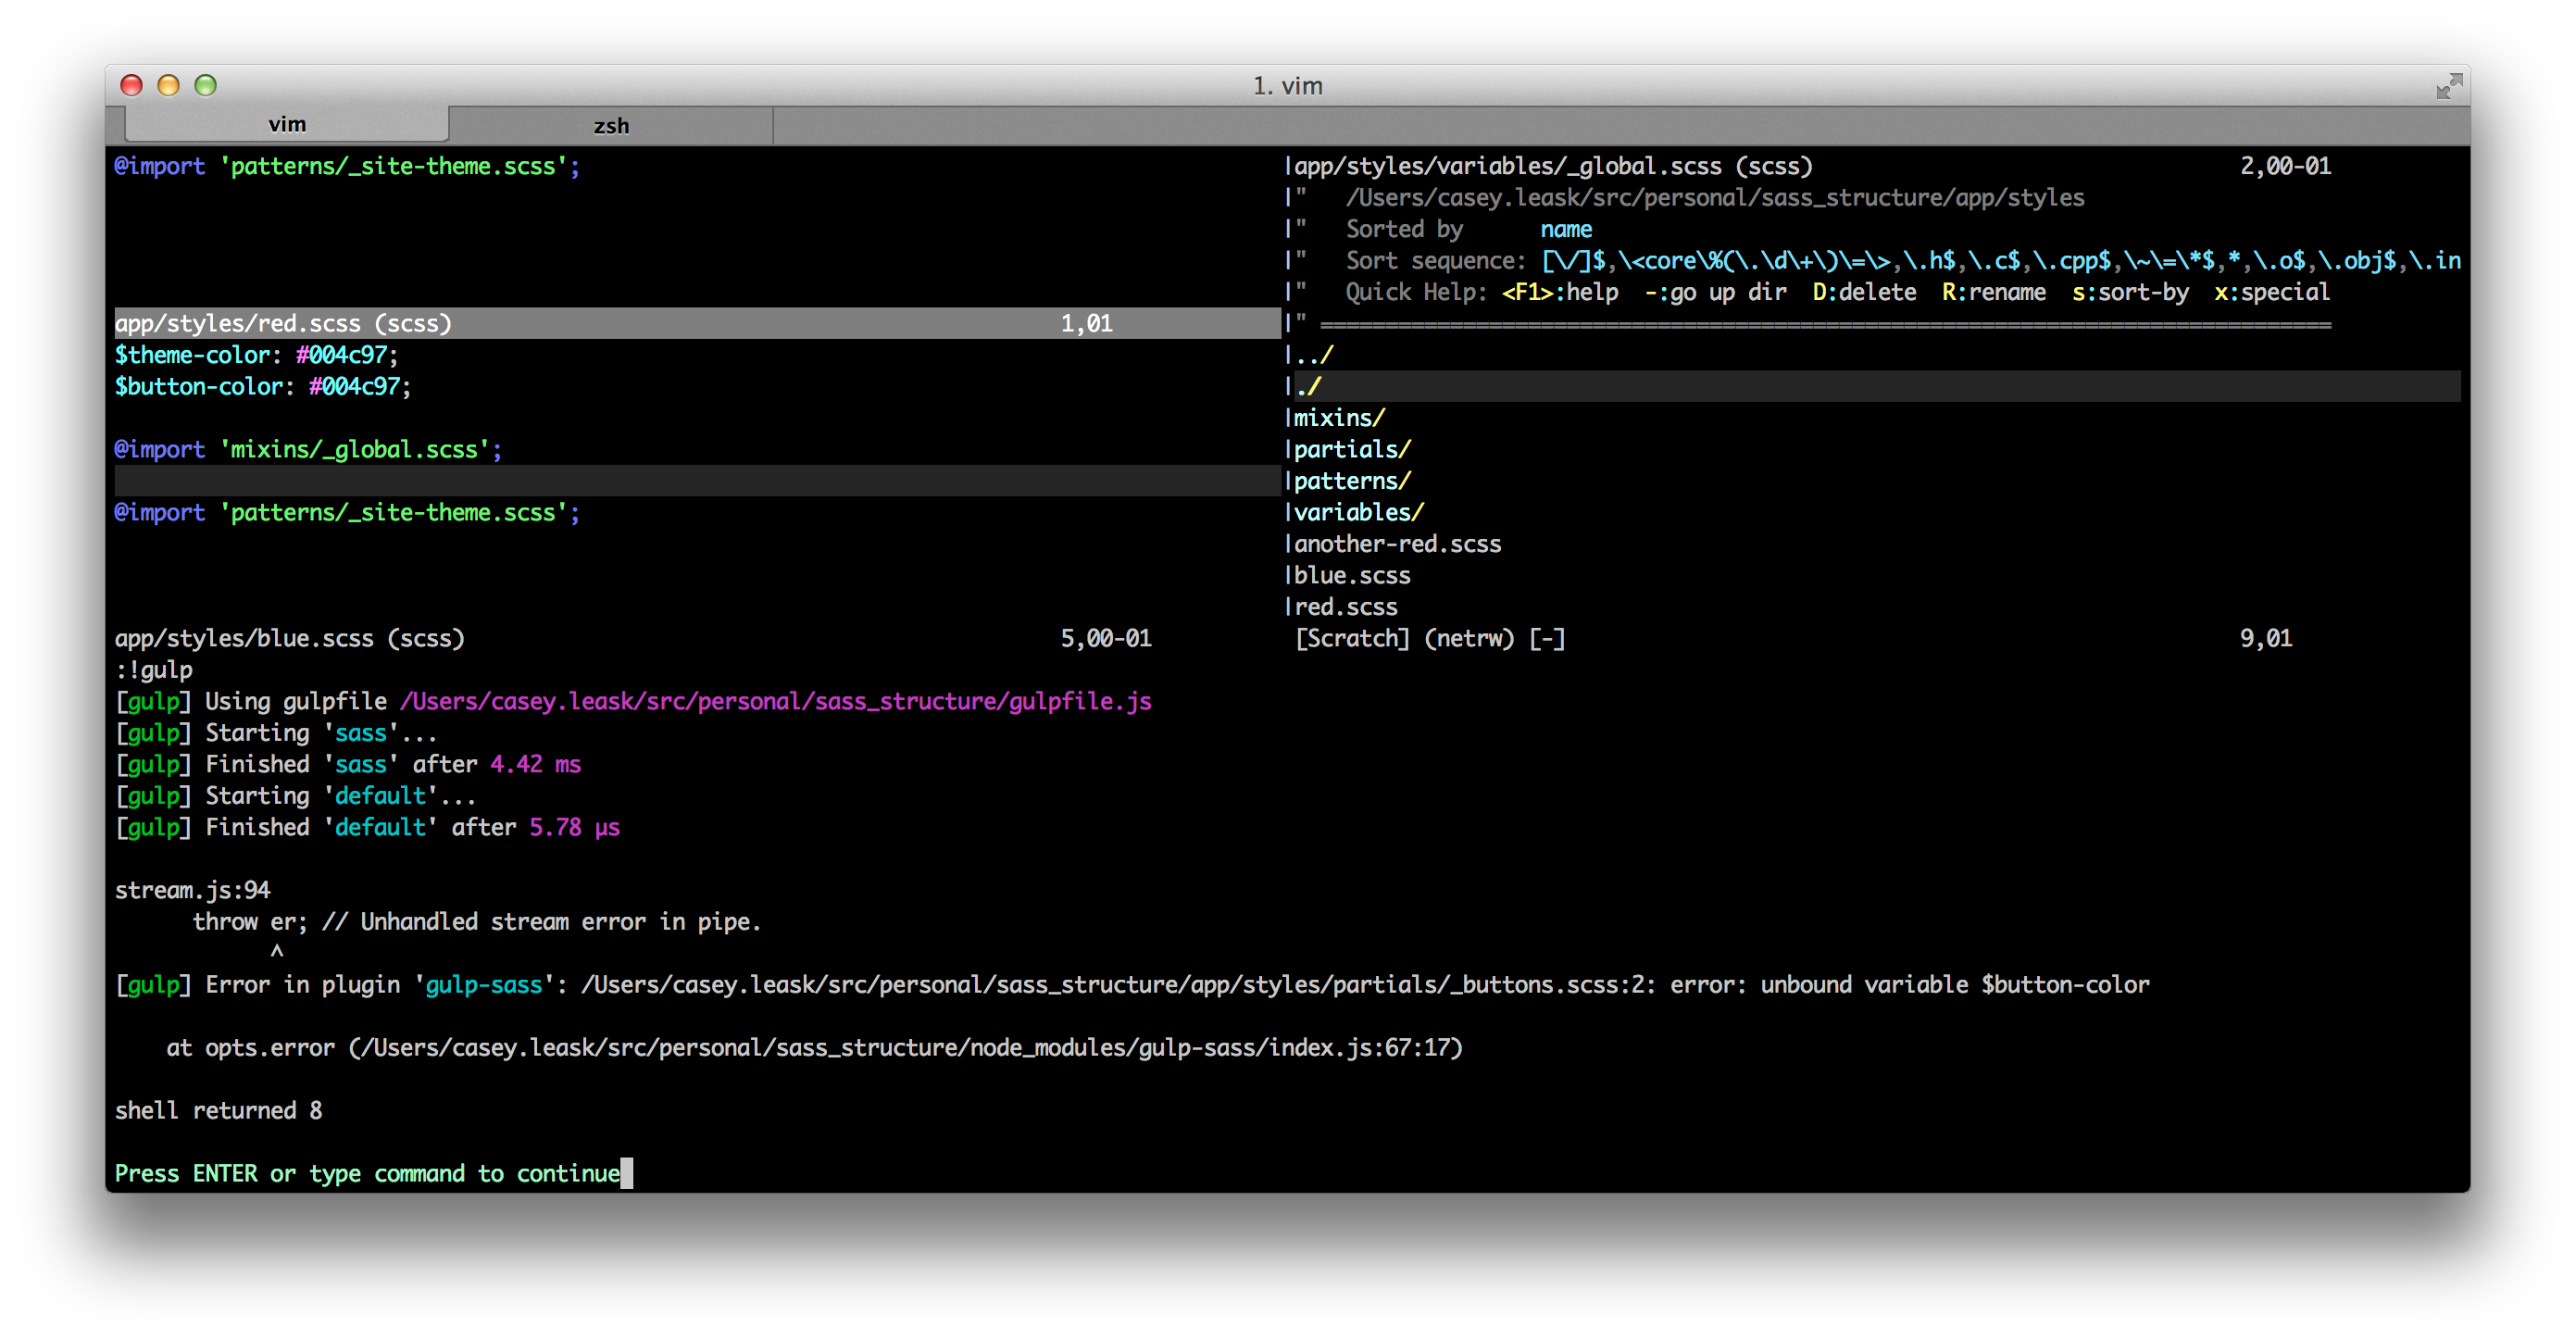 1. vim
vim
zsh
@import 'patterns/_site-theme.scss';
app/styles/red.scss (scss) 1,01
$theme-color: #004c97;
$button-color: #004c97;
@import 'mixins/_global.scss';
@import 'patterns/_site-theme.scss';
app/styles/blue.scss (scss) 5,00-01
|app/styles/variables/_global.scss (scss) 2,00-01
|" /Users/casey.leask/src/personal/sass_structure/app/styles
|" Sorted by name
|" Sort sequence: [\/]$,\<core\%(\.\d\+\)\=\>,\.h$,\.c$,\.cpp$,\~\=\*$,*,\.o$,\.obj$,\.in
|" Quick Help: <F1>:help -:go up dir D:delete R:rename s:sort-by x:special
|" ==============================================================================
|../
|./
|mixins/
|partials/
|patterns/
|variables/
|another-red.scss
|blue.scss
|red.scss
[Scratch] (netrw) [-] 9,01
:!gulp
[gulp] Using gulpfile /Users/casey.leask/src/personal/sass_structure/gulpfile.js
[gulp] Starting 'sass'...
[gulp] Finished 'sass' after 4.42 ms
[gulp] Starting 'default'...
[gulp] Finished 'default' after 5.78 μs
stream.js:94
throw er; // Unhandled stream error in pipe.
^
[gulp] Error in plugin 'gulp-sass': /Users/casey.leask/src/personal/sass_structure/app/styles/partials/_buttons.scss:2: error: unbound variable $button-color
at opts.error (/Users/casey.leask/src/personal/sass_structure/node_modules/gulp-sass/index.js:67:17)
shell returned 8
Press ENTER or type command to continue